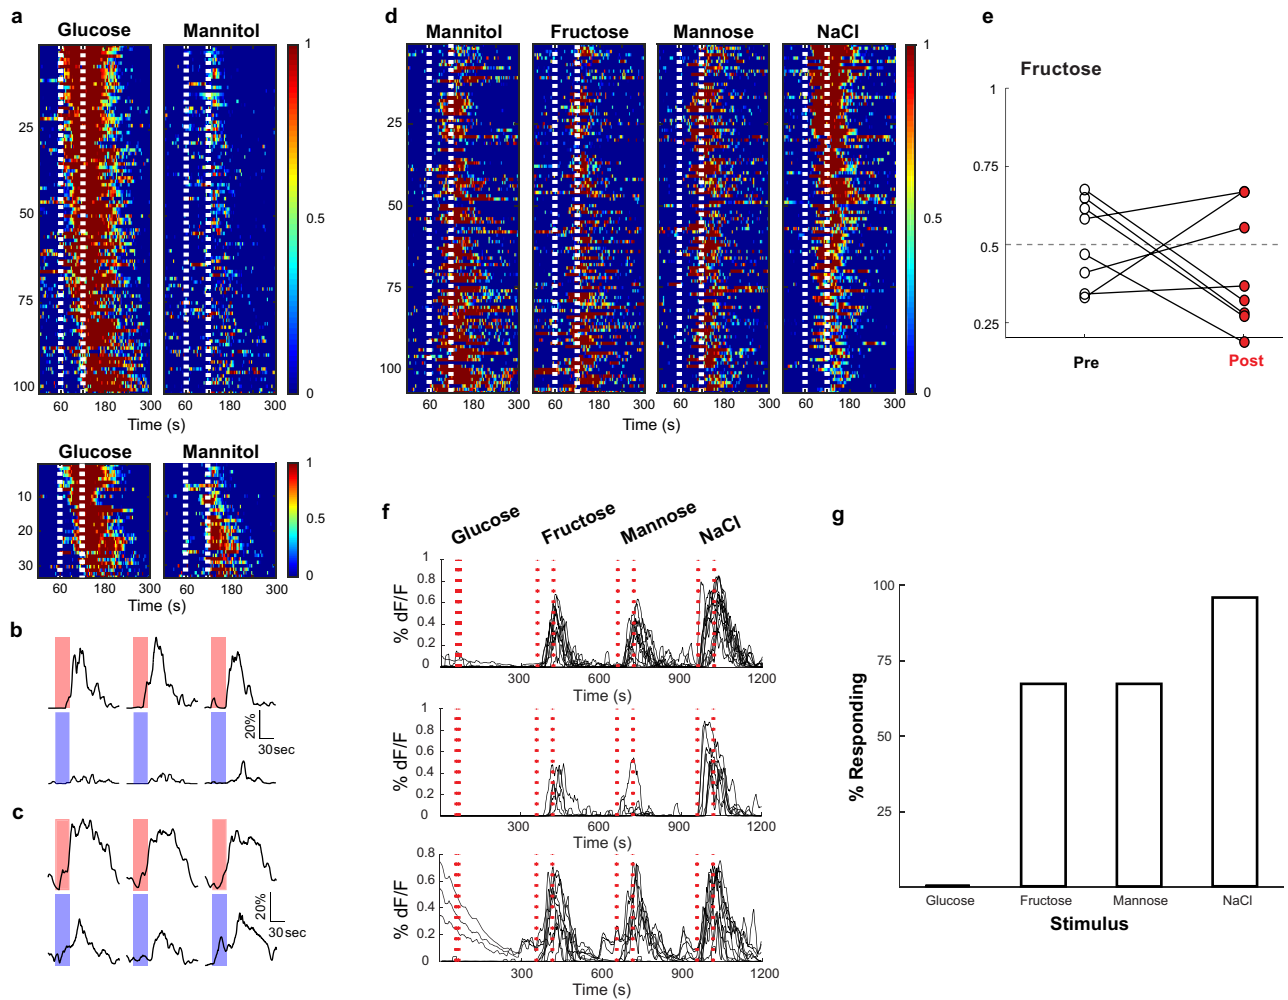 a
Glucose Mannitol
1
0.5
0
25
50
75
100
60 180 300 60 180 300
Time (s)
Glucose Mannitol
1
0.5
0
10
20
30
60 180 300 60 180 300
Time (s)
b
20%
30sec
c
20%
30sec
d
Mannitol Fructose Mannose NaCl
1
0.5
0
25
50
75
100
60 180 300 60 180 300 60 180 300 60 180 300
Time (s)
e
Fructose
1
0.75
0.5
0.25
Pre Post
f
Glucose Fructose Mannose NaCl
1
0.8
0.6
0.4
0.2
0
% dF/F
300 600 900 1200
Time (s)
1
0.8
0.6
0.4
0.2
0
% dF/F
300 600 900 1200
Time (s)
0.8
0.6
0.4
0.2
0
% dF/F
300 600 900 1200
Time (s)
g
100
75
50
25
% Responding
Glucose Fructose Mannose NaCl
Stimulus